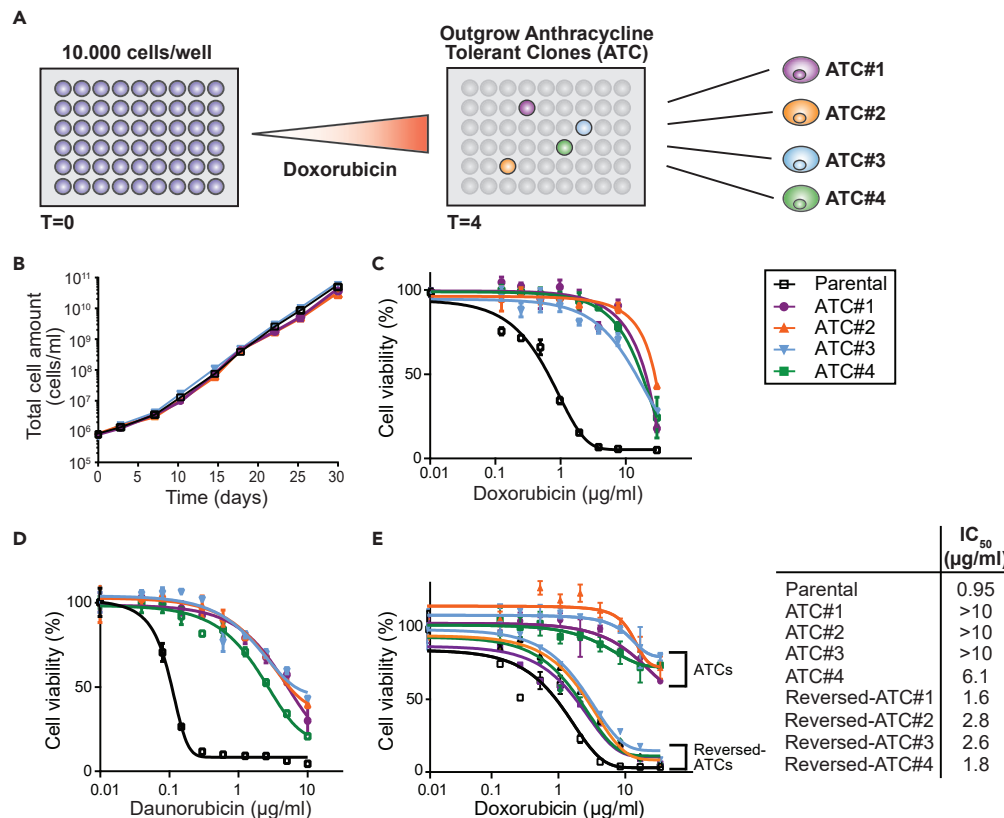 A
10.000 cells/well
Outgrow Anthracycline
Tolerant Clones (ATC)
Doxorubicin
T=0
T=4
ATC#1
ATC#2
ATC#3
ATC#4
B
Total cell amount
(cells/ml)
10¹¹
10¹⁰
10⁹
10⁸
10⁷
10⁶
10⁵
0 5 10 15 20 25 30
Time (days)
C
Cell viability (%)
100
50
0
0.01 0.1 1 10
Doxorubicin (µg/ml)
Parental
ATC#1
ATC#2
ATC#3
ATC#4
D
Cell viability (%)
100
50
0
0.01 0.1 1 10
Daunorubicin (µg/ml)
E
Cell viability (%)
100
50
0
0.01 0.1 1 10
Doxorubicin (µg/ml)
ATCs
Reversed-
ATCs
IC₅₀
(µg/ml)
Parental 0.95
ATC#1 >10
ATC#2 >10
ATC#3 >10
ATC#4 6.1
Reversed-ATC#1 1.6
Reversed-ATC#2 2.8
Reversed-ATC#3 2.6
Reversed-ATC#4 1.8